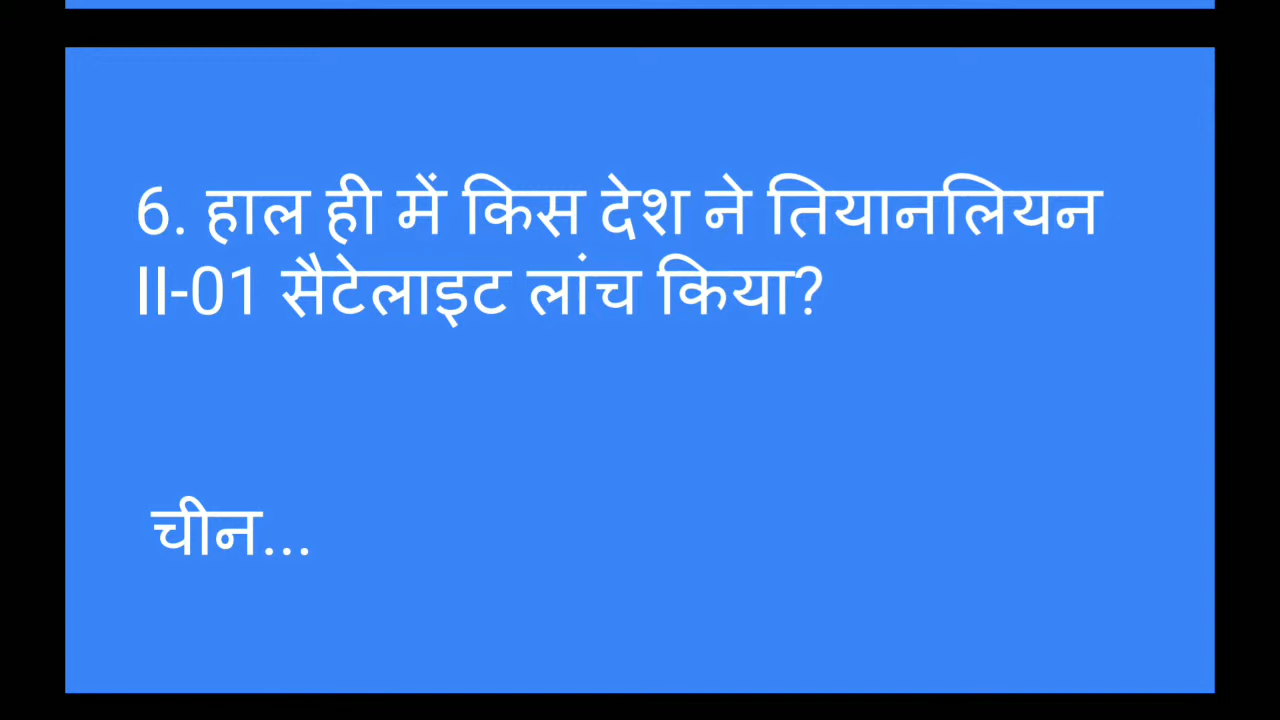 6. हाल ही में किस देश ने तियानलियन
II-01 सैटेलाइट लांच किया?
चीन...